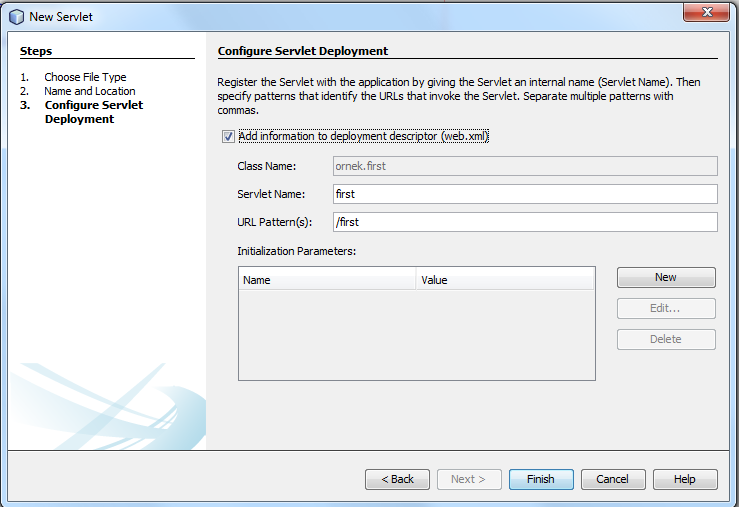 New Servlet
Steps
1. Choose File Type
2. Name and Location
3. Configure Servlet
Deployment
Configure Servlet Deployment
Register the Servlet with the application by giving the Servlet an internal name (Servlet Name). Then
specify patterns that identify the URLs that invoke the Servlet. Separate multiple patterns with
commas.
Add information to deployment descriptor (web.xml)
Class Name: ornek.first
Servlet Name: first
URL Pattern(s): /first
Initialization Parameters:
Name Value
New
Edit...
Delete
< Back Next > Finish Cancel Help